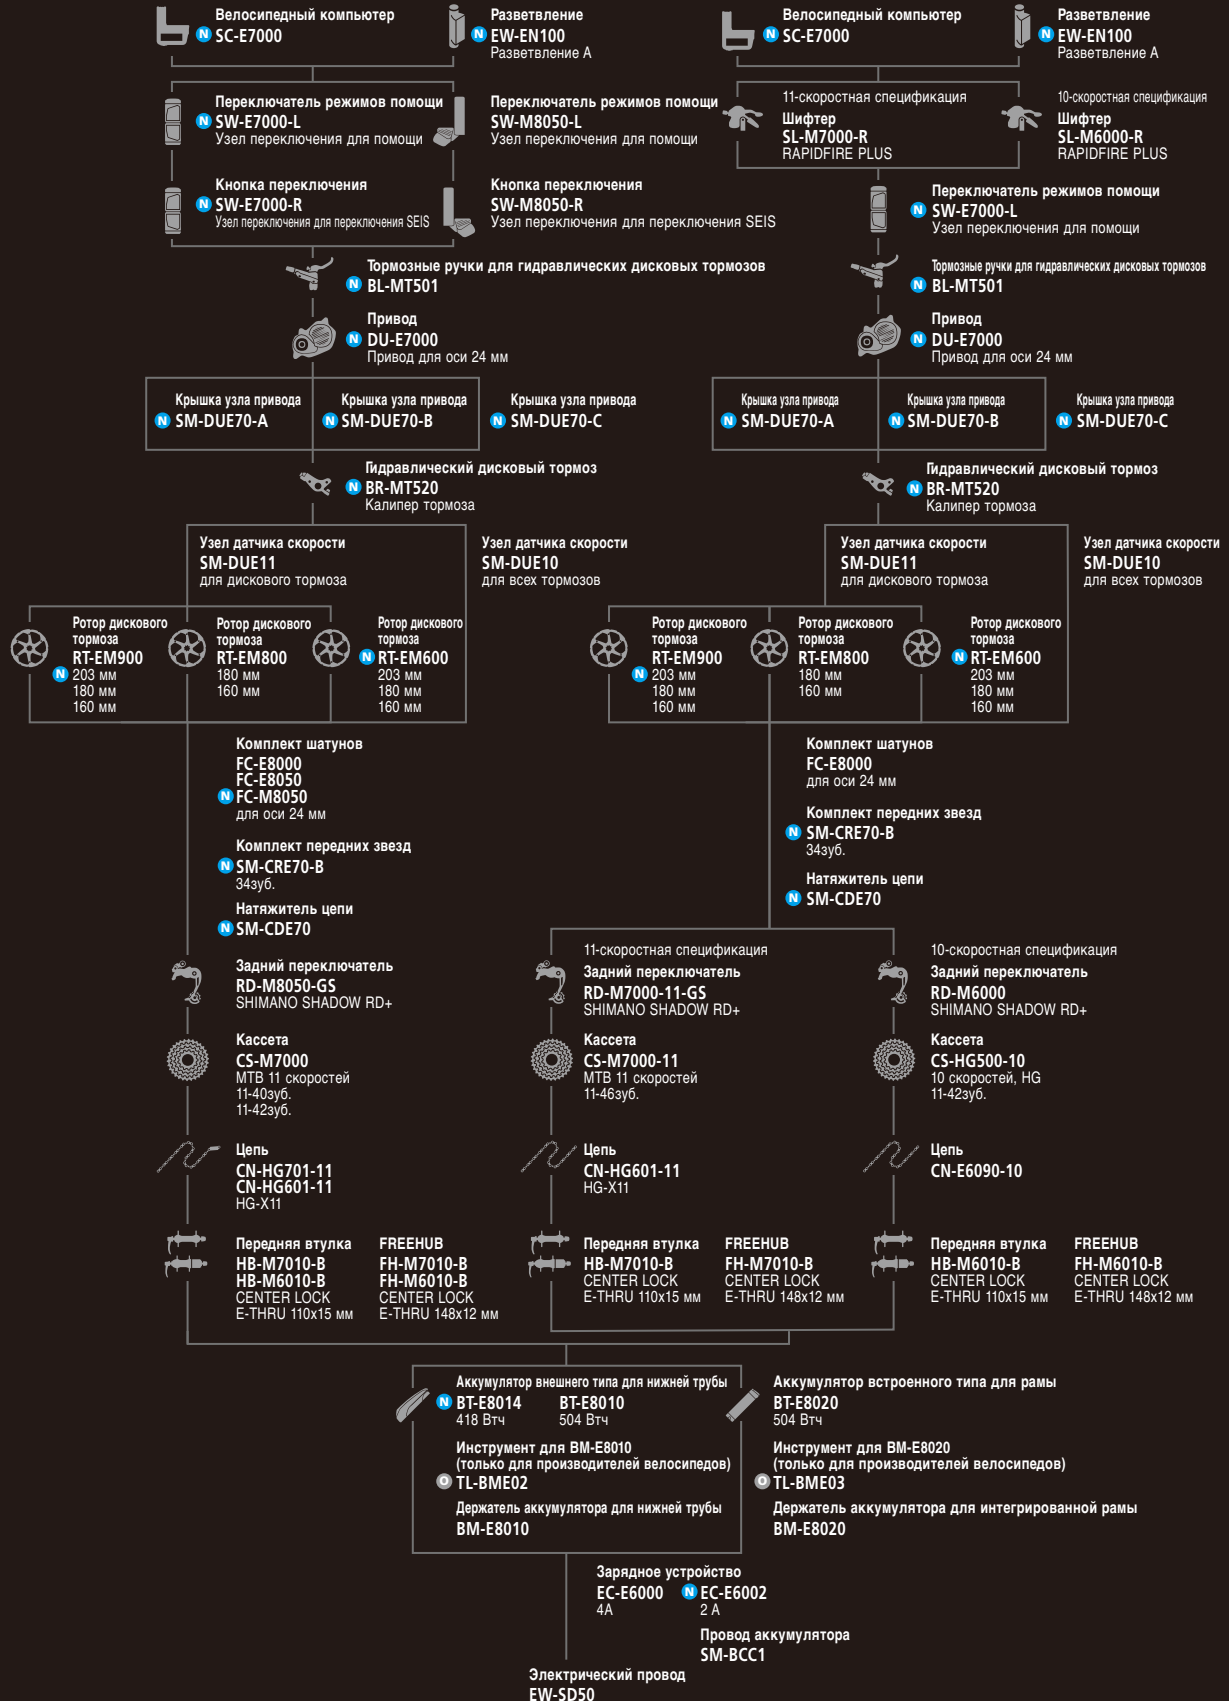 Велосипедный компьютер
N SC-E7000
Разветвление
N EW-EN100
Разветвление A
Велосипедный компьютер
N SC-E7000
Разветвление
N EW-EN100
Разветвление A
Переключатель режимов помощи
N SW-E7000-L
Узел переключения для помощи
Переключатель режимов помощи
SW-M8050-L
Узел переключения для помощи
11-скоростная спецификация
Шифтер
SL-M7000-R
RAPIDFIRE PLUS
10-скоростная спецификация
Шифтер
SL-M6000-R
RAPIDFIRE PLUS
Кнопка переключения
N SW-E7000-R
Узел переключения для переключения SEIS
Кнопка переключения
SW-M8050-R
Узел переключения для переключения SEIS
Переключатель режимов помощи
N SW-E7000-L
Узел переключения для помощи
Тормозные ручки для гидравлических дисковых тормозов
N BL-MT501
Тормозные ручки для гидравлических дисковых тормозов
N BL-MT501
Привод
N DU-E7000
Привод для оси 24 мм
Привод
N DU-E7000
Привод для оси 24 мм
Крышка узла привода
N SM-DUE70-A
Крышка узла привода
N SM-DUE70-B
Крышка узла привода
N SM-DUE70-C
Крышка узла привода
N SM-DUE70-A
Крышка узла привода
N SM-DUE70-B
Крышка узла привода
N SM-DUE70-C
Гидравлический дисковый тормоз
N BR-MT520
Калипер тормоза
Гидравлический дисковый тормоз
N BR-MT520
Калипер тормоза
Узел датчика скорости
SM-DUE11
для дискового тормоза
Узел датчика скорости
SM-DUE10
для всех тормозов
Узел датчика скорости
SM-DUE11
для дискового тормоза
Узел датчика скорости
SM-DUE10
для всех тормозов
Ротор дискового
тормоза
RT-EM900
N 203 мм
180 мм
160 мм
Ротор дискового
тормоза
RT-EM800
180 мм
160 мм
Ротор дискового
тормоза
N RT-EM600
203 мм
180 мм
160 мм
Ротор дискового
тормоза
RT-EM900
N 203 мм
180 мм
160 мм
Ротор дискового
тормоза
RT-EM800
180 мм
160 мм
Ротор дискового
тормоза
N RT-EM600
203 мм
180 мм
160 мм
Комплект шатунов
FC-E8000
FC-E8050
N FC-M8050
для оси 24 мм
Комплект шатунов
FC-E8000
для оси 24 мм
Комплект передних звезд
N SM-CRE70-B
34зуб.
Комплект передних звезд
N SM-CRE70-B
34зуб.
Натяжитель цепи
N SM-CDE70
Натяжитель цепи
N SM-CDE70
Задний переключатель
RD-M8050-GS
SHIMANO SHADOW RD+
11-скоростная спецификация
Задний переключатель
RD-M7000-11-GS
SHIMANO SHADOW RD+
10-скоростная спецификация
Задний переключатель
RD-M6000
SHIMANO SHADOW RD+
Кассета
CS-M7000
MTB 11 скоростей
11-40зуб.
11-42зуб.
Кассета
CS-M7000-11
MTB 11 скоростей
11-46зуб.
Кассета
CS-HG500-10
10 скоростей, HG
11-42зуб.
Цепь
CN-HG701-11
CN-HG601-11
HG-X11
Цепь
CN-HG601-11
HG-X11
Цепь
CN-E6090-10
Передняя втулка
HB-M7010-B
HB-M6010-B
CENTER LOCK
E-THRU 110x15 мм
FREEHUB
FH-M7010-B
FH-M6010-B
CENTER LOCK
E-THRU 148x12 мм
Передняя втулка
HB-M7010-B
CENTER LOCK
E-THRU 110x15 мм
FREEHUB
FH-M7010-B
CENTER LOCK
E-THRU 148x12 мм
Передняя втулка
HB-M6010-B
CENTER LOCK
E-THRU 110x15 мм
FREEHUB
FH-M6010-B
CENTER LOCK
E-THRU 148x12 мм
Аккумулятор внешнего типа для нижней трубы
N BT-E8014
418 Втч
BT-E8010
504 Втч
Аккумулятор встроенного типа для рамы
BT-E8020
504 Втч
Инструмент для BM-E8010
(только для производителей велосипедов)
O TL-BME02
Инструмент для BM-E8020
(только для производителей велосипедов)
O TL-BME03
Держатель аккумулятора для нижней трубы
BM-E8010
Держатель аккумулятора для интегрированной рамы
BM-E8020
Зарядное устройство
EC-E6000
4A
N EC-E6002
2 A
Провод аккумулятора
SM-BCC1
Электрический провод
EW-SD50